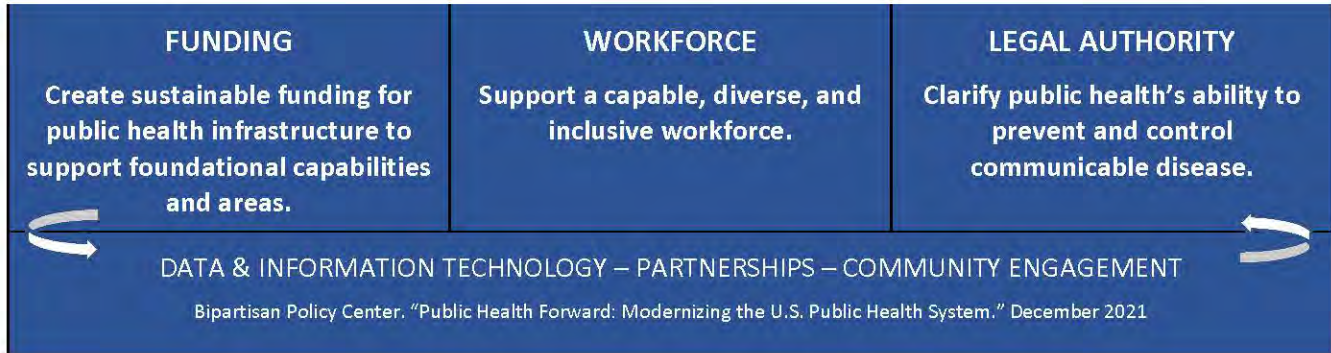 FUNDING
Create sustainable funding for
public health infrastructure to
support foundational capabilities
and areas.
WORKFORCE
Support a capable, diverse, and
inclusive workforce.
LEGAL AUTHORITY
Clarify public health's ability to
prevent and control
communicable disease.
DATA & INFORMATION TECHNOLOGY – PARTNERSHIPS – COMMUNITY ENGAGEMENT
Bipartisan Policy Center. "Public Health Forward: Modernizing the U.S. Public Health System." December 2021